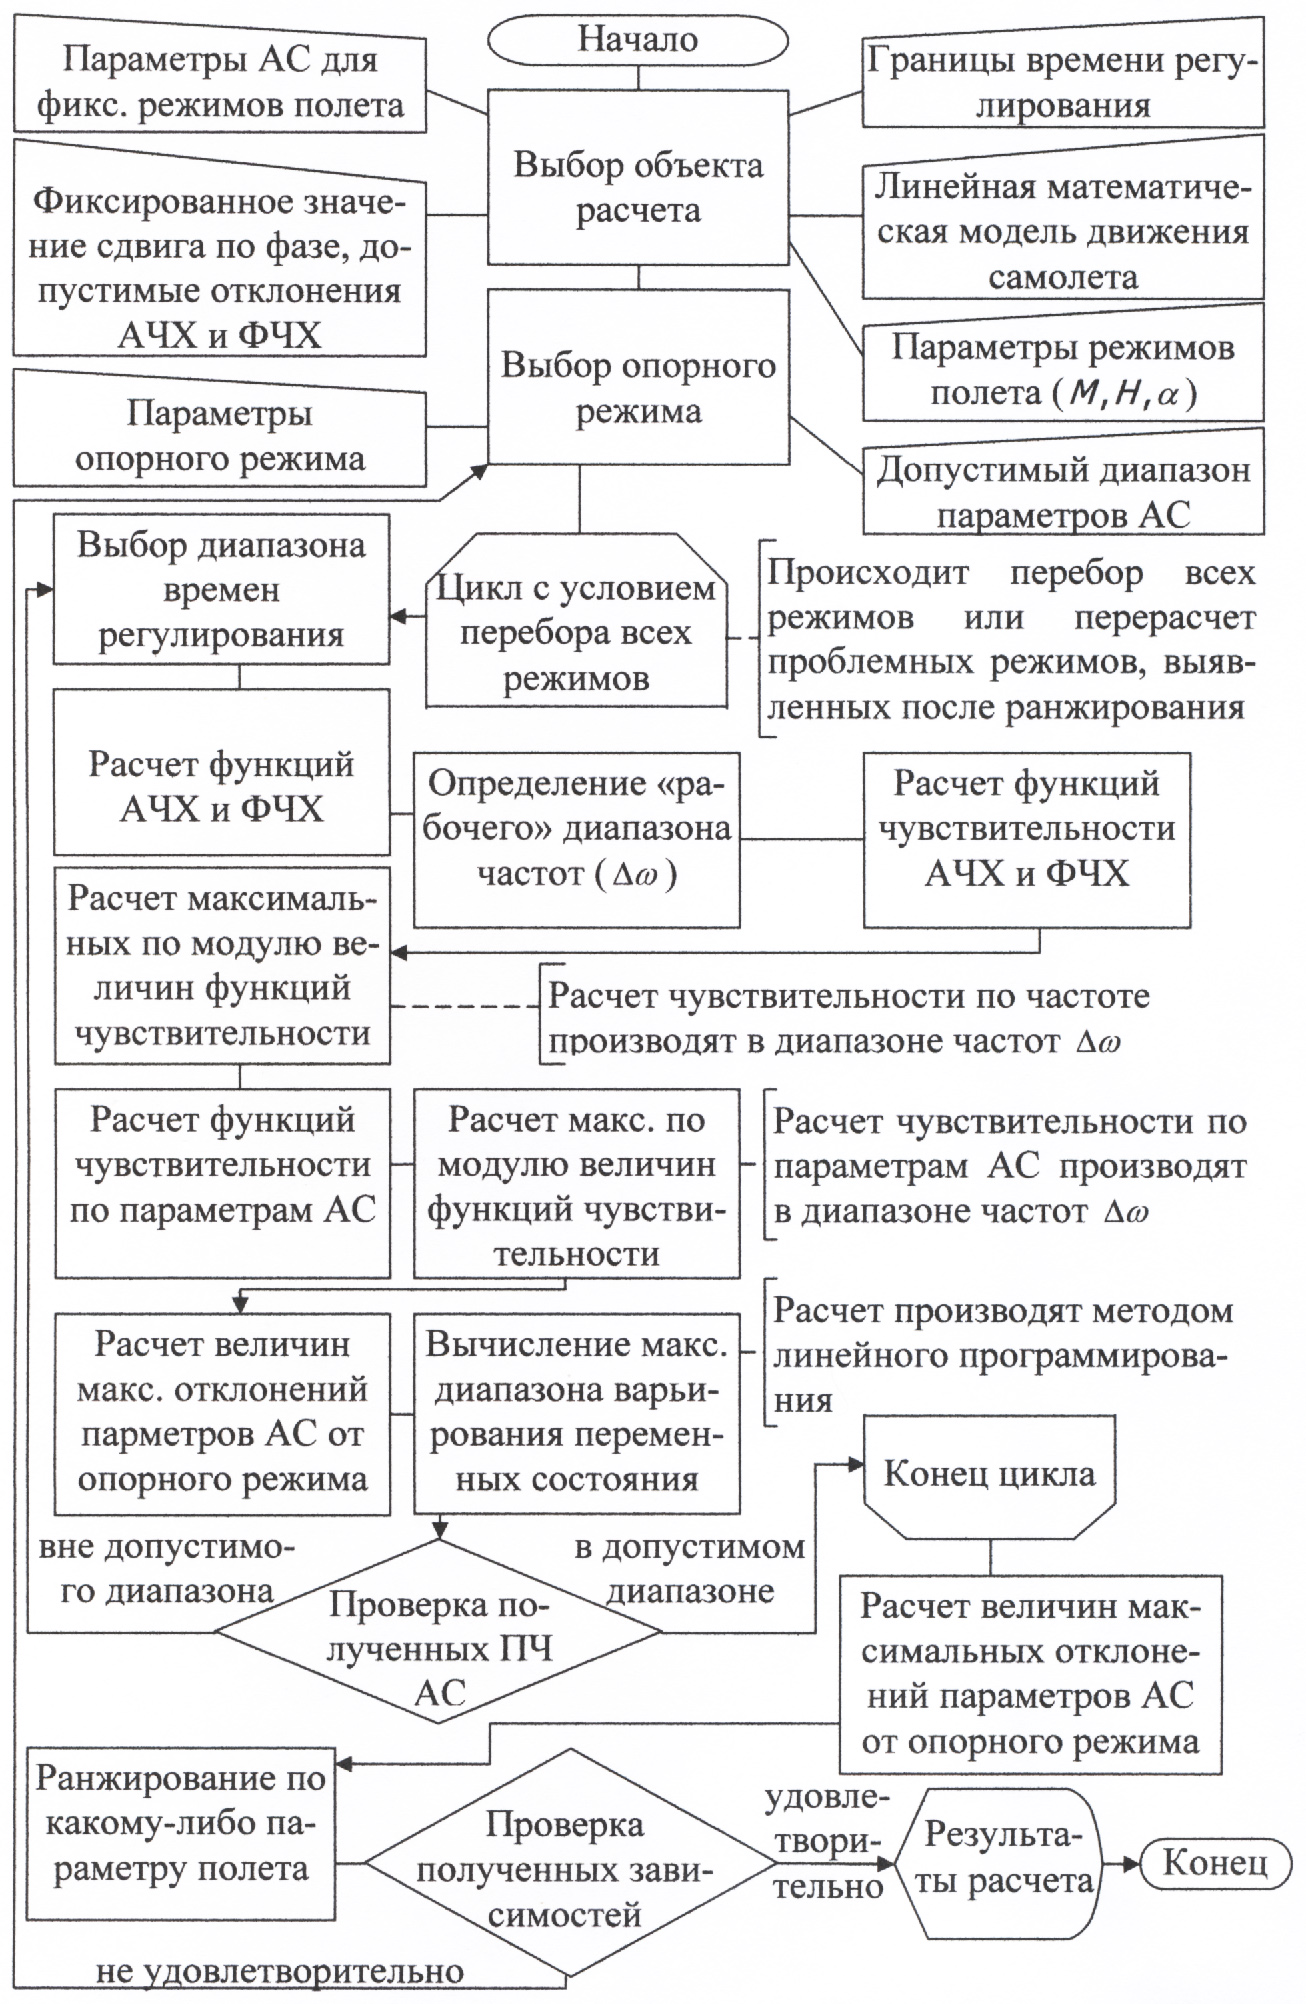 Начало
Параметры АС для
фикс. режимов полета
Границы времени регу-
лирования
Выбор объекта
расчета
Фиксированное значе-
ние сдвига по фазе, до-
пустимые отклонения
АЧХ и ФЧХ
Линейная математиче-
ская модель движения
самолета
Параметры режимов
полета (M, H, α)
Выбор опорного
режима
Параметры
опорного режима
Допустимый диапазон
параметров АС
Цикл с условием
перебора всех
режимов
Происходит перебор всех
режимов или перерасчет
проблемных режимов, выяв-
ленных после ранжирования
Выбор диапазона
времен
регулирования
Расчет функций
АЧХ и ФЧХ
Определение «ра-
бочего» диапазона
частот (Δω)
Расчет функций
чувствительности
АЧХ и ФЧХ
Расчет максималь-
ных по модулю ве-
личин функций
чувствительности
Расчет чувствительности по частоте
производят в диапазоне частот Δω
Расчет функций
чувствительности
по параметрам АС
Расчет макс. по
модулю величин
функций чувстви-
тельности
Расчет чувствительности по
параметрам АС производят
в диапазоне частот Δω
Расчет величин
макс. отклонений
парметров АС от
опорного режима
Вычисление макс.
диапазона варьи-
рования перемен-
ных состояния
Расчет производят методом
линейного программирова-
ния
Конец цикла
вне допустимо-
го диапазона
в допустимом
диапазоне
Проверка по-
лученных ПЧ
АС
Расчет величин мак-
симальных отклоне-
ний параметров АС
от опорного режима
Ранжирование по
какому-либо па-
раметру полета
Проверка
полученных зави-
симостей
удовле-
твори-
тельно
Результа-
ты расчета
Конец
не удовлетворительно